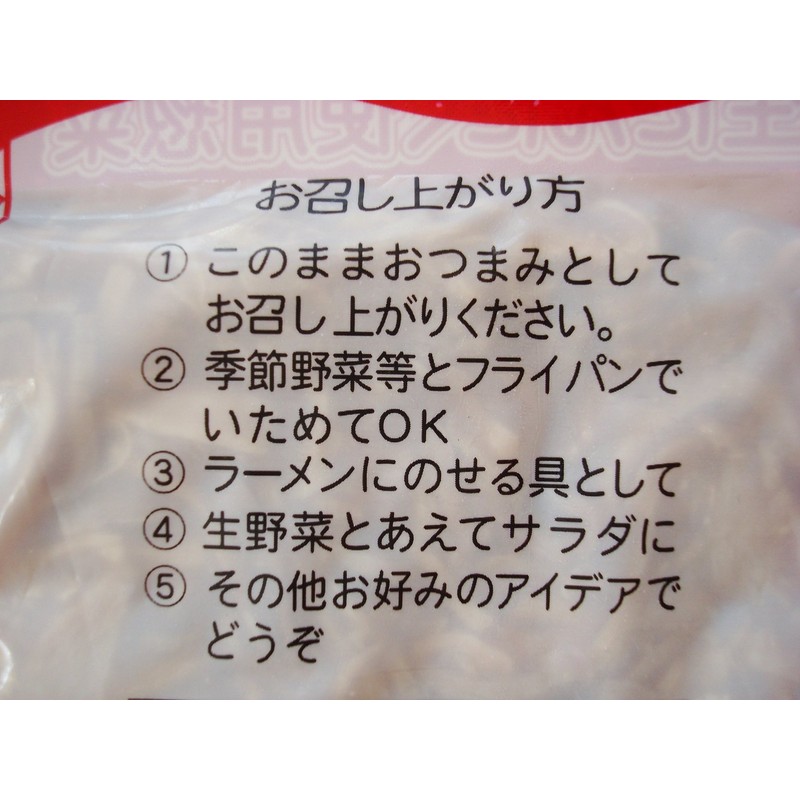 お召し上がり方
① このままおつまみとして
お召し上がりください。
② 季節野菜等とフライパンで
いためてOK
③ ラーメンにのせる具として
④ 生野菜とあえてサラダに
⑤ その他お好みのアイデアで
どうぞ